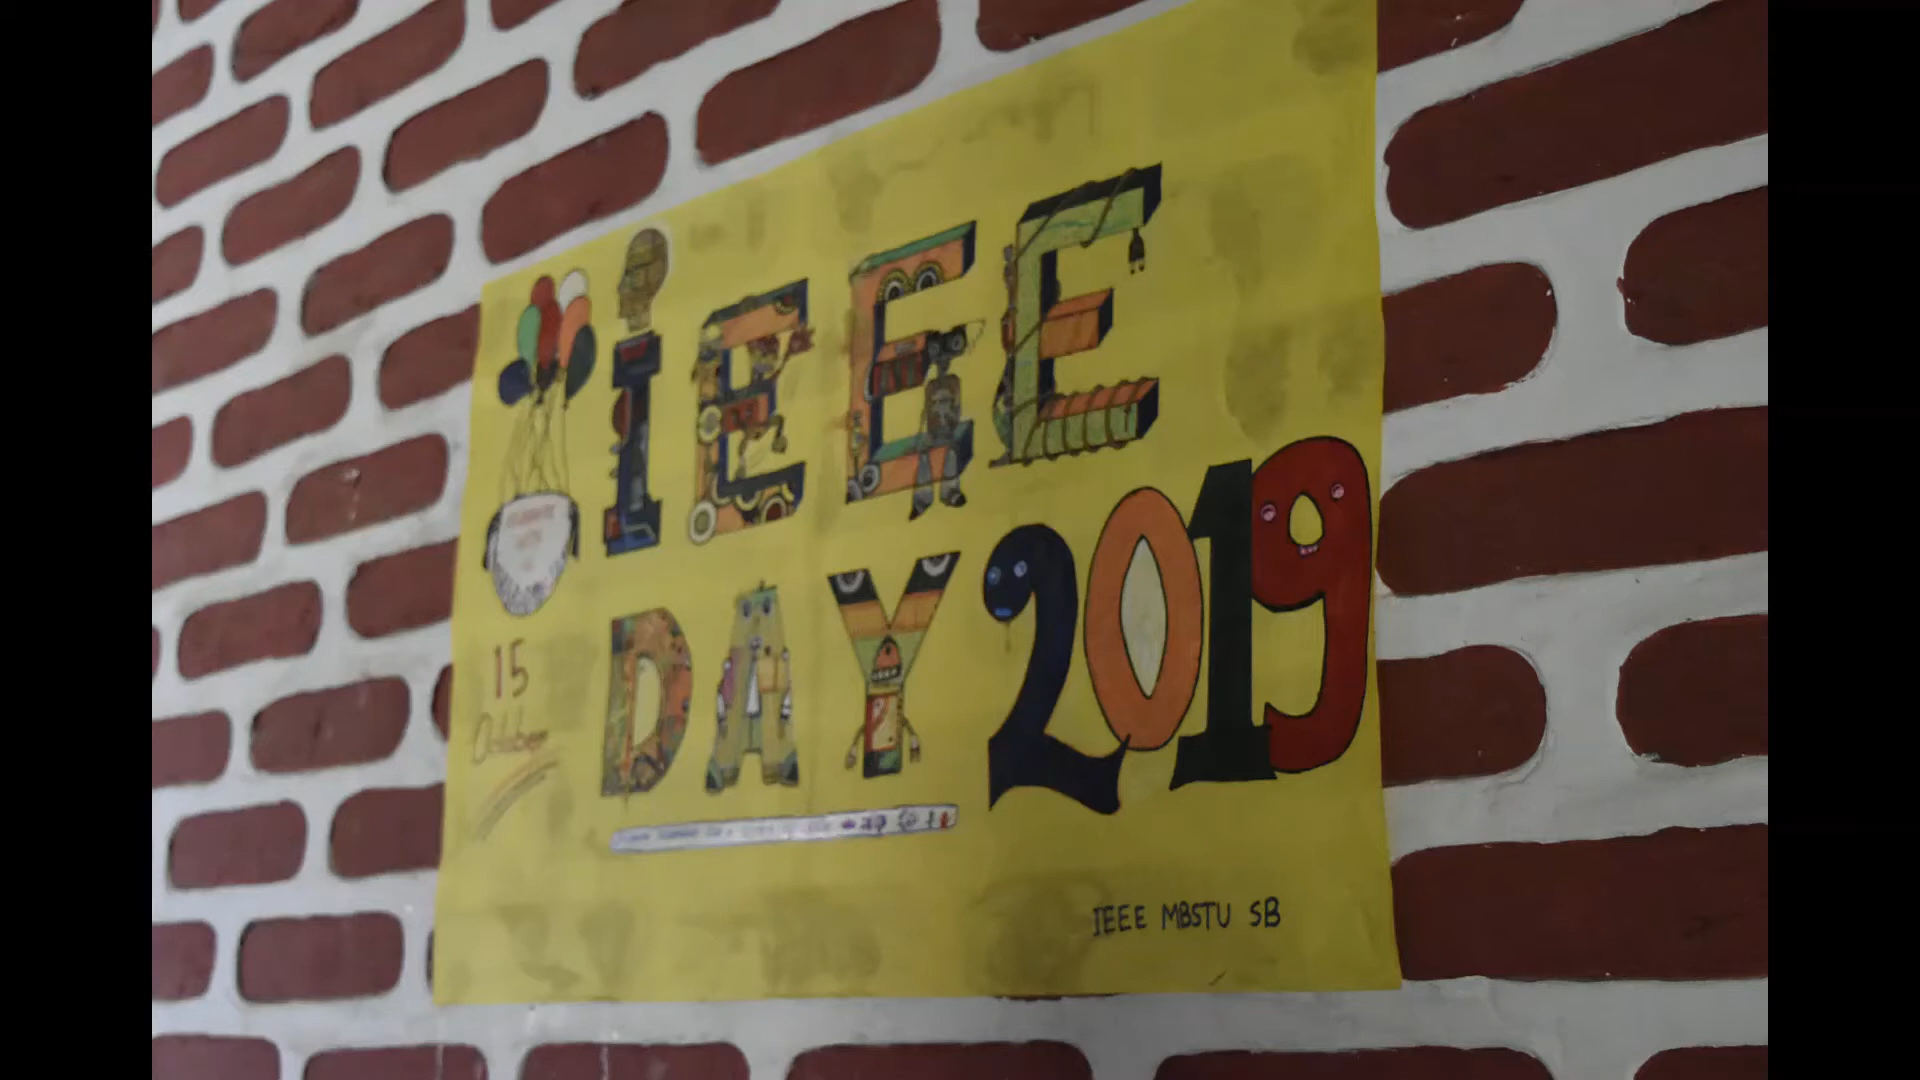 IEEE
DAY 2019
15
October
IEEE MBSTU SB